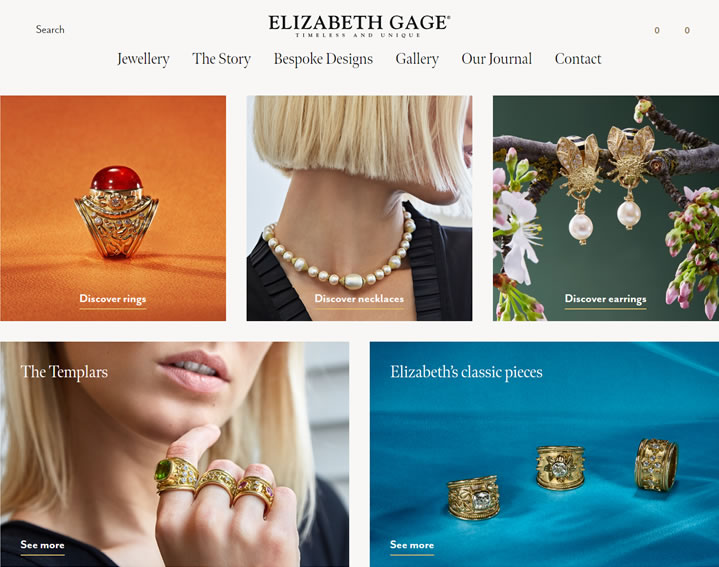 Search
ELIZABETH GAGE®
TIMELESS AND UNIQUE
0 0
Jewellery The Story Bespoke Designs Gallery Our Journal Contact
Discover rings
Discover necklaces
Discover earrings
The Templars
See more
Elizabeth's classic pieces
See more